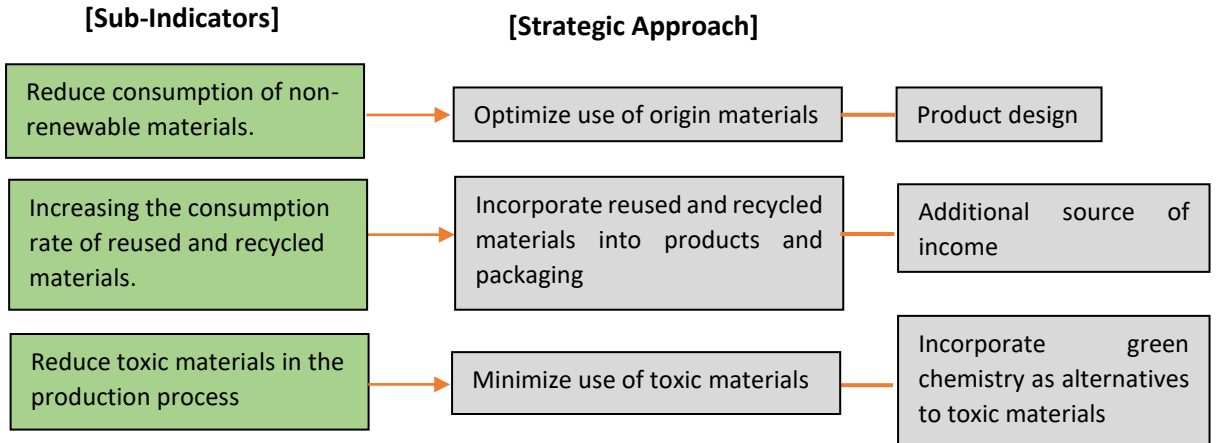 [Sub-Indicators]
[Strategic Approach]
Reduce consumption of non-
renewable materials.
Optimize use of origin materials
Product design
Increasing the consumption
rate of reused and recycled
materials.
Incorporate reused and recycled
materials into products and
packaging
Additional source of
income
Reduce toxic materials in the
production process
Minimize use of toxic materials
Incorporate green
chemistry as alternatives
to toxic materials